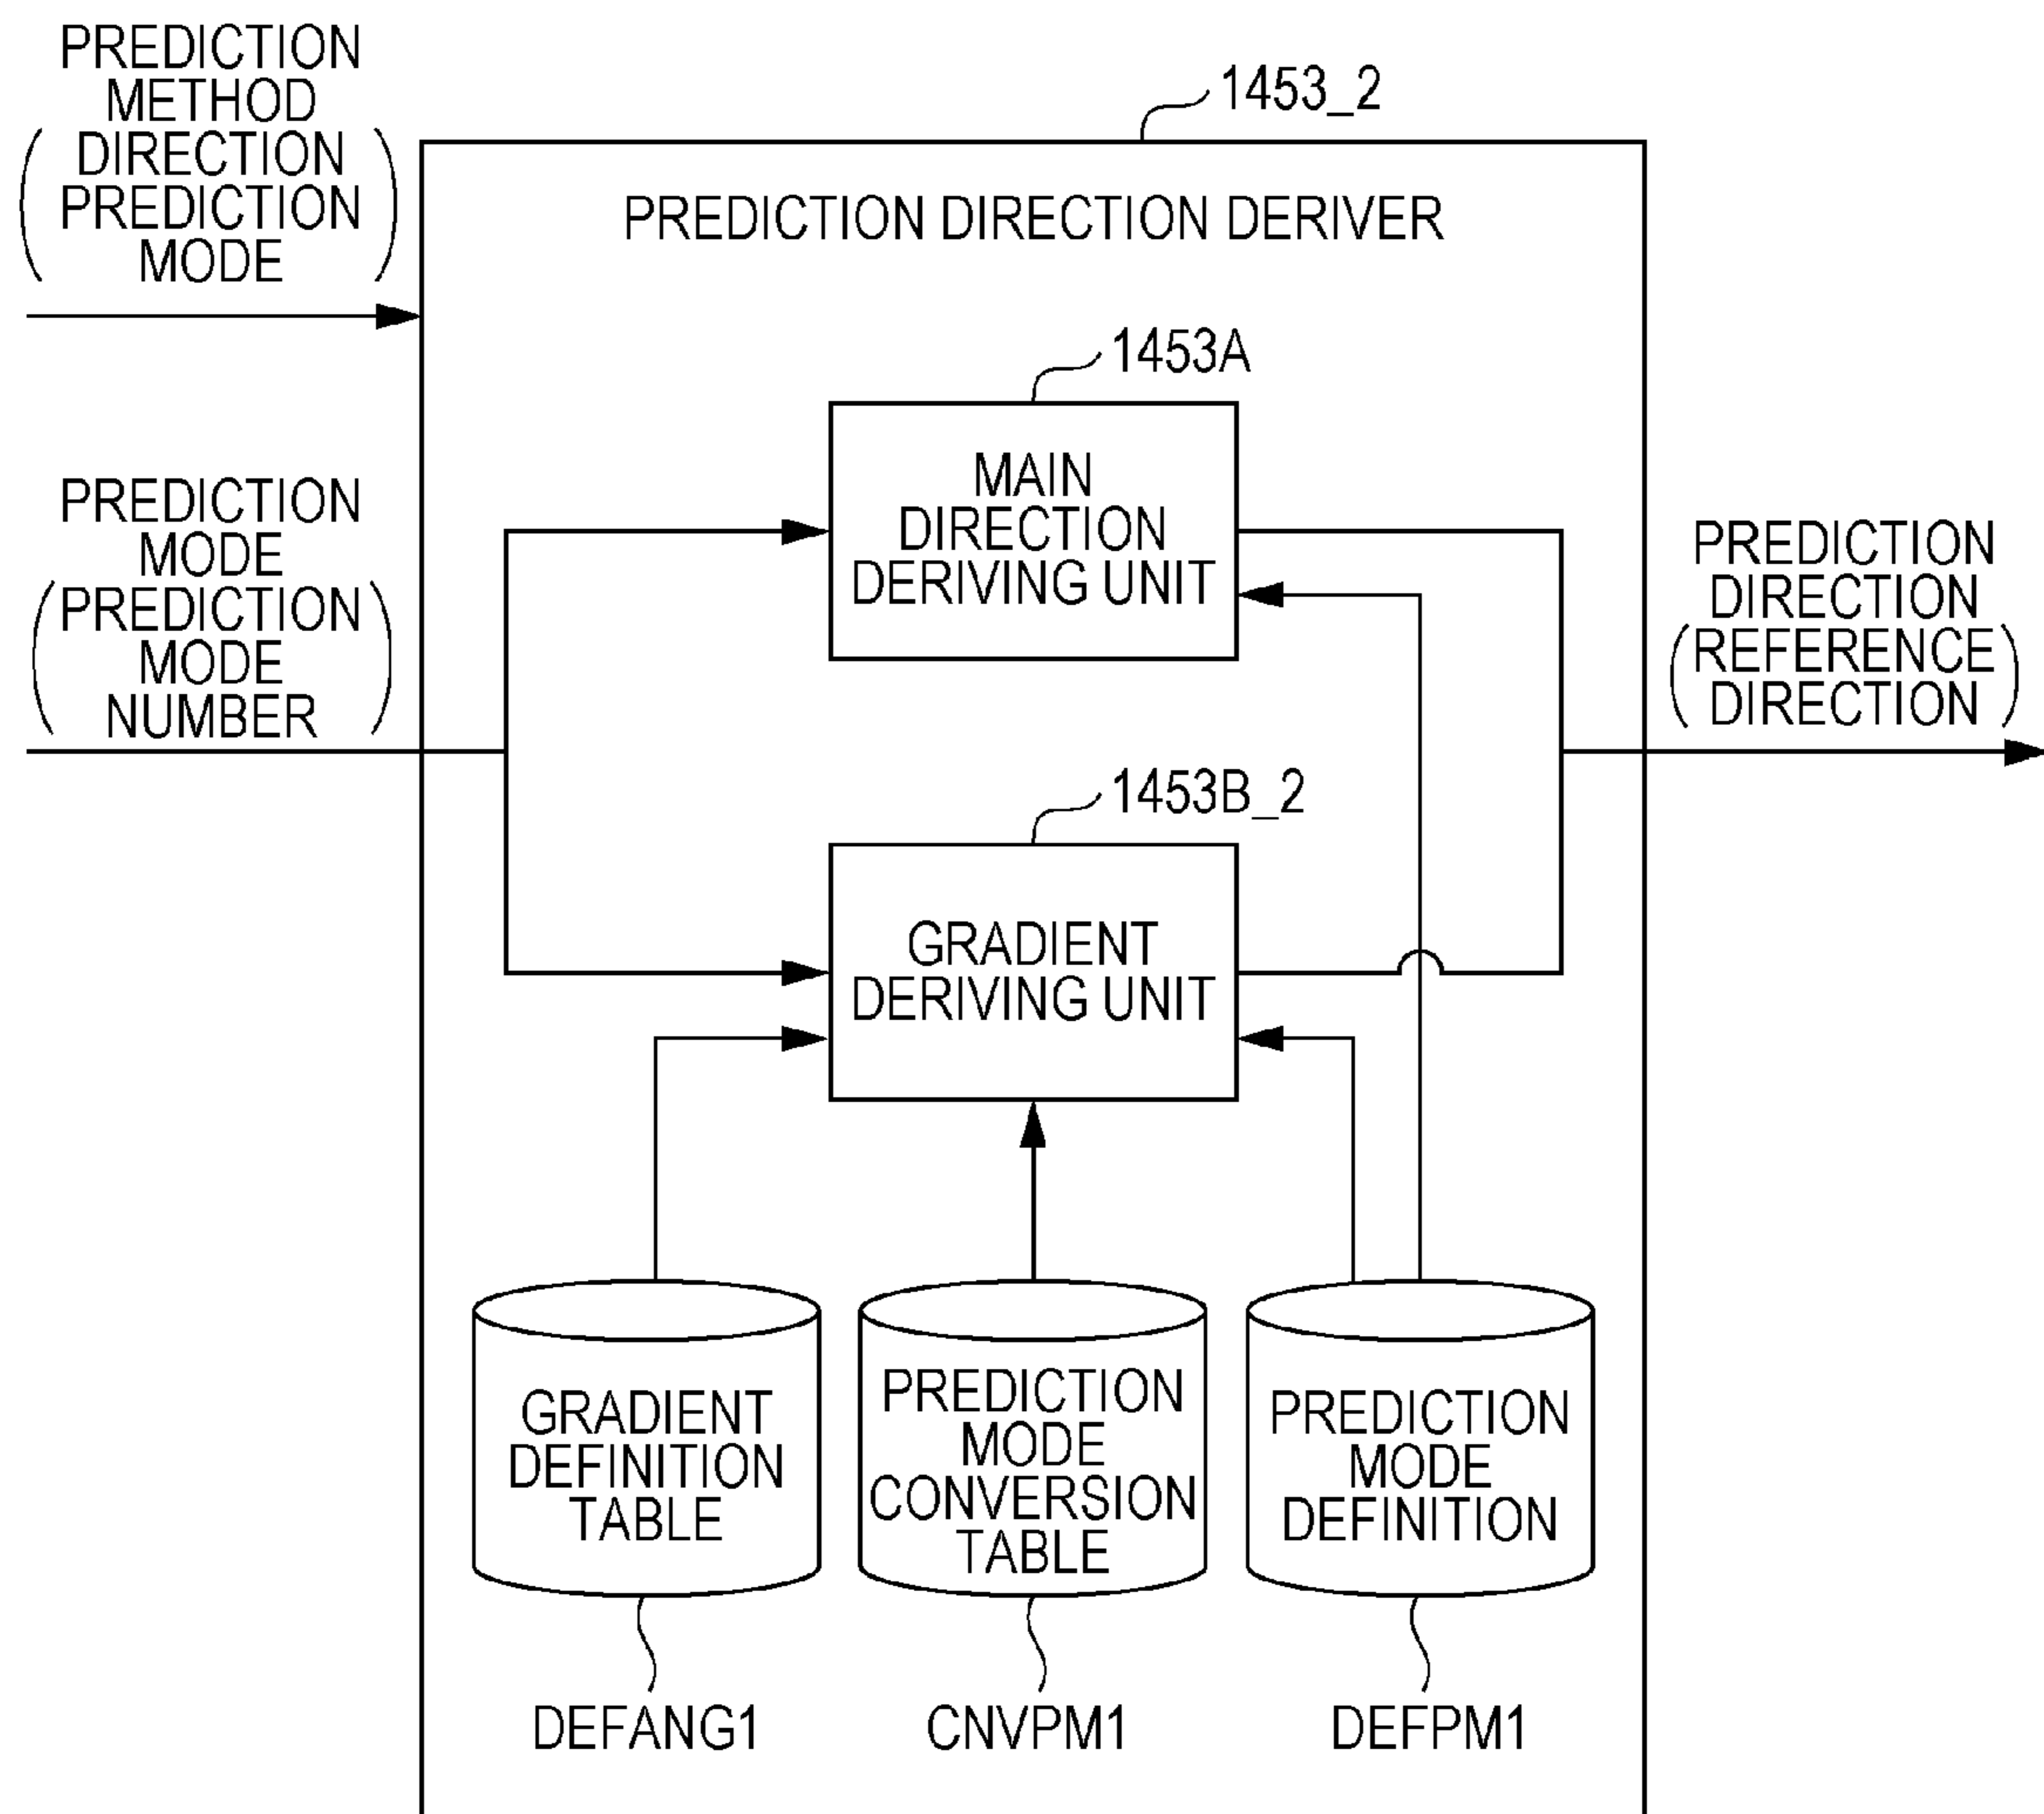 PREDICTION
METHOD
DIRECTION
PREDICTION
MODE
1453_2
PREDICTION DIRECTION DERIVER
1453A
MAIN
DIRECTION
DERIVING UNIT
PREDICTION
MODE
PREDICTION
MODE
NUMBER
PREDICTION
DIRECTION
REFERENCE
DIRECTION
1453B_2
GRADIENT
DERIVING UNIT
GRADIENT
DEFINITION
TABLE
PREDICTION
MODE
CONVERSION
TABLE
PREDICTION
MODE
DEFINITION
DEFANG1
CNVPM1
DEFPM1